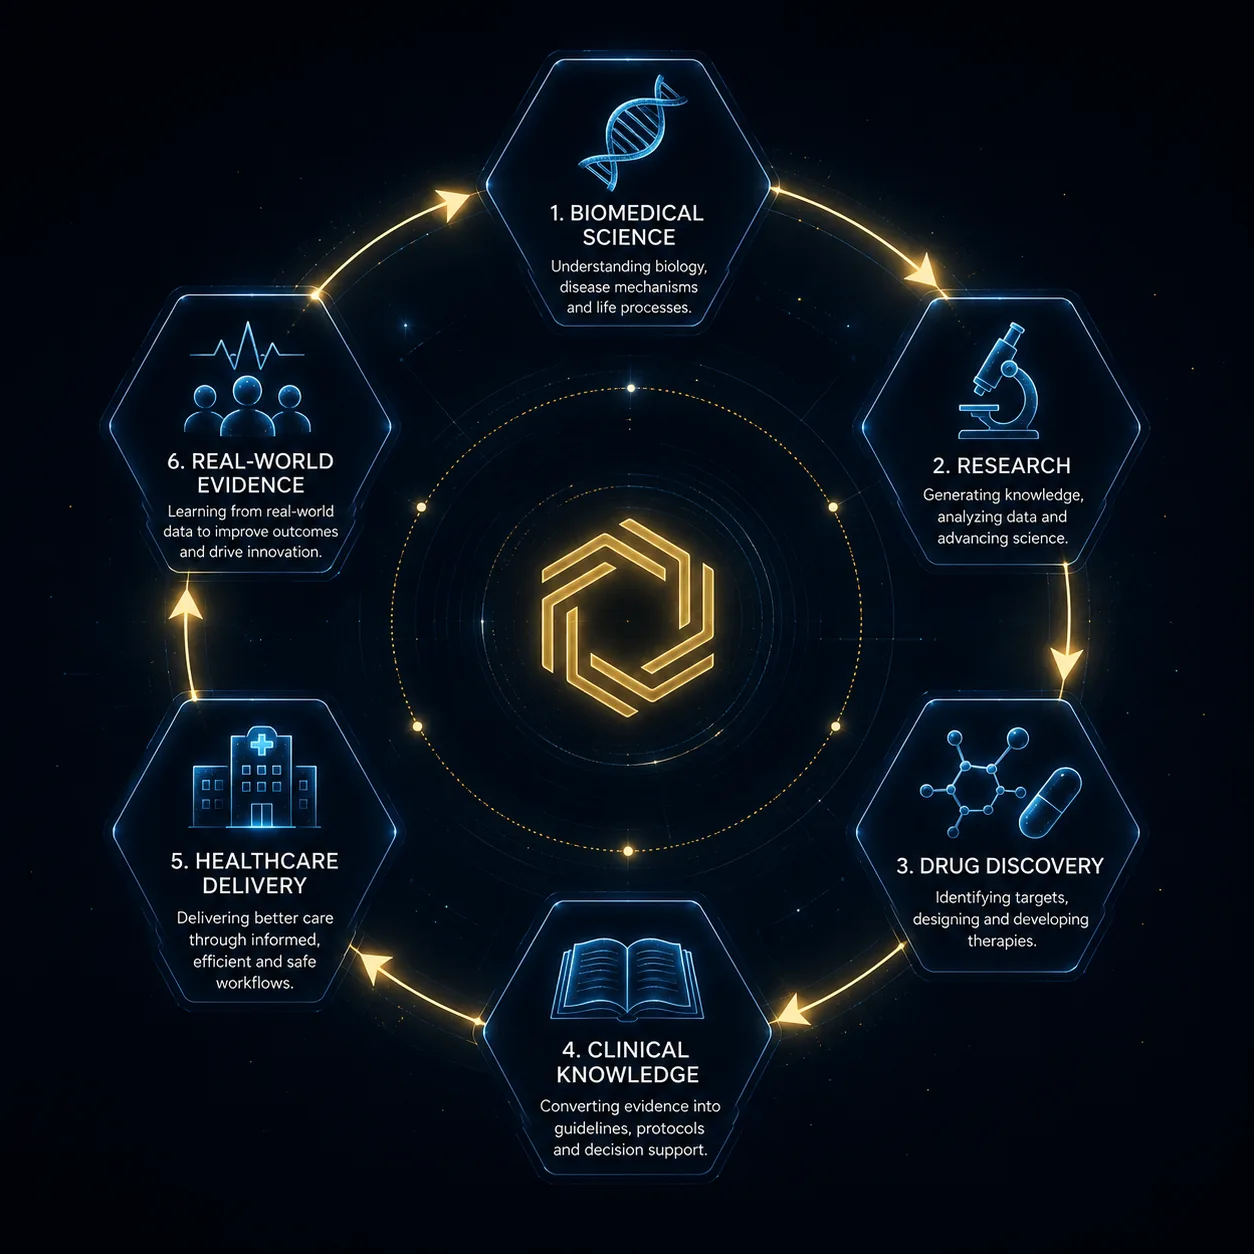 1. BIOMEDICAL
SCIENCE
Understanding biology,
disease mechanisms
and life processes.
2. RESEARCH
Generating knowledge,
analyzing data and
advancing science.
3. DRUG DISCOVERY
Identifying targets,
designing and developing
therapies.
4. CLINICAL
KNOWLEDGE
Converting evidence into
guidelines, protocols
and decision support.
5. HEALTHCARE
DELIVERY
Delivering better care
through informed,
efficient and safe
workflows.
6. REAL-WORLD
EVIDENCE
Learning from real-world
data to improve outcomes
and drive innovation.